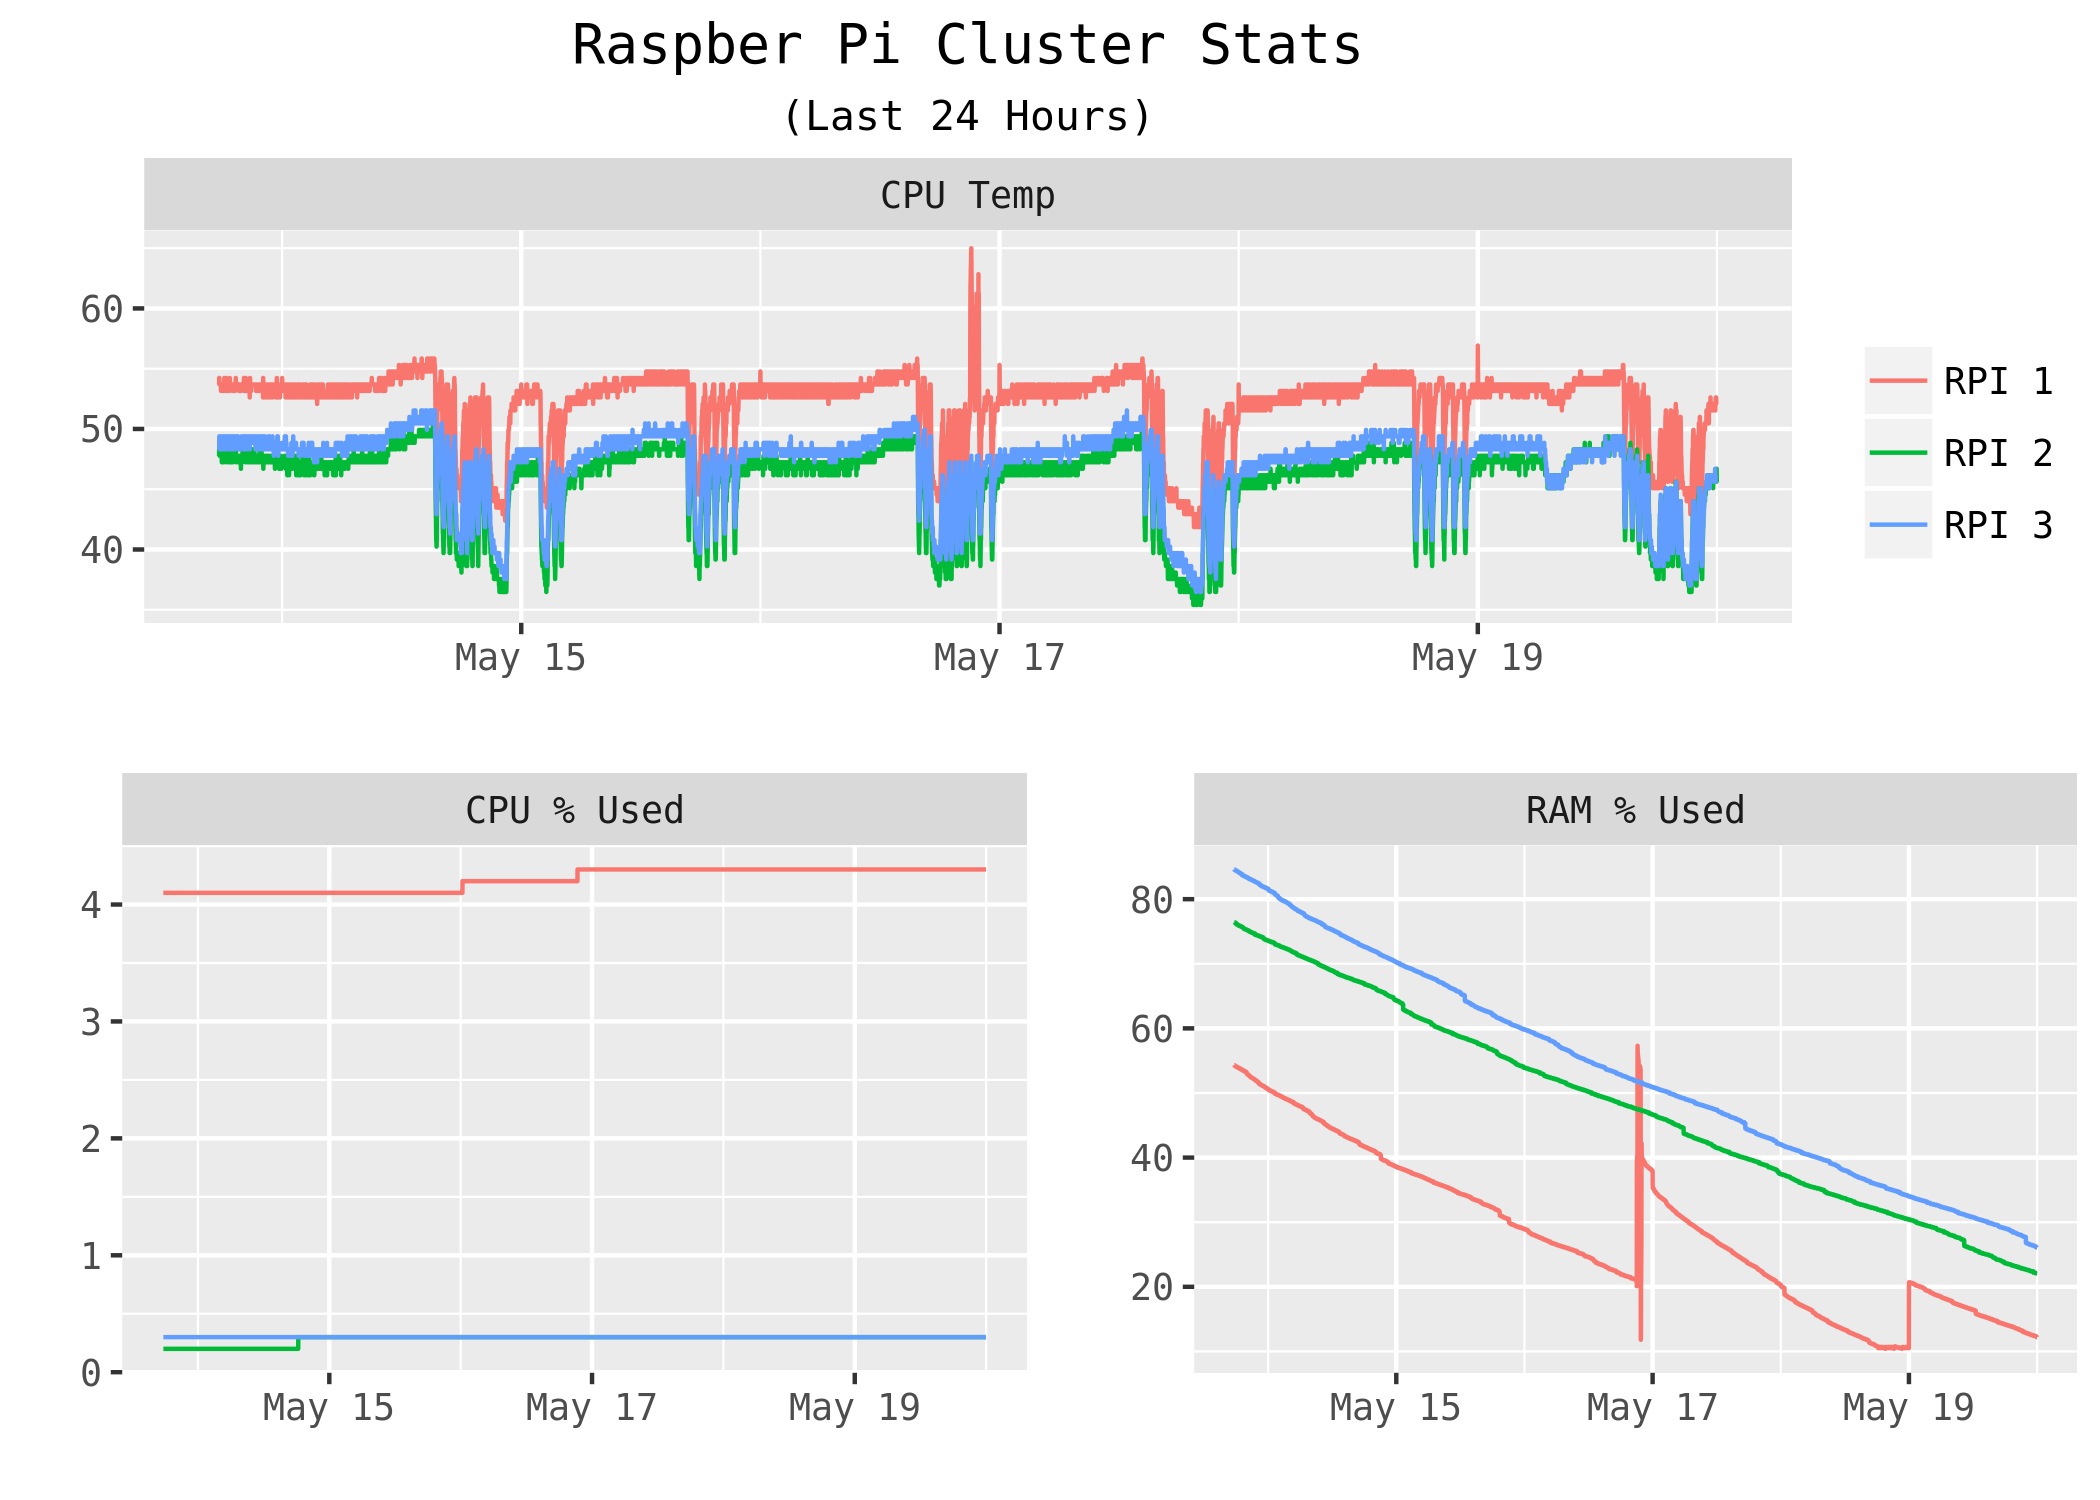 Raspber Pi Cluster Stats
(Last 24 Hours)
CPU Temp
60
50
40
May 15
May 17
May 19
RPI 1
RPI 2
RPI 3
CPU % Used
4
3
2
1
0
May 15
May 17
May 19
RAM % Used
80
60
40
20
May 15
May 17
May 19